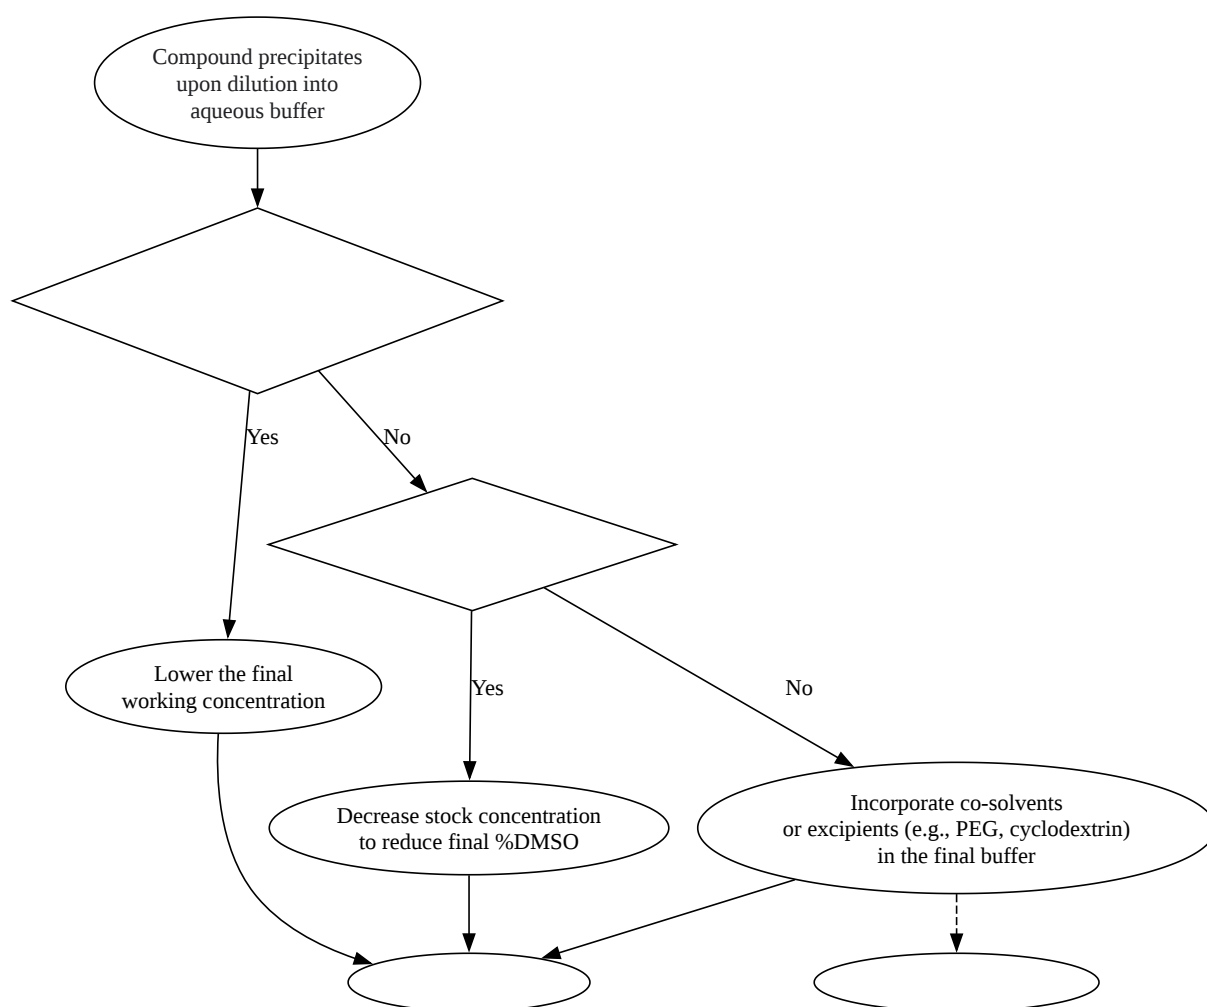 Compound precipitates
upon dilution into
aqueous buffer
Yes
No
Lower the final
working concentration
Yes
No
Decrease stock concentration
to reduce final %DMSO
Incorporate co-solvents
or excipients (e.g., PEG, cyclodextrin)
in the final buffer